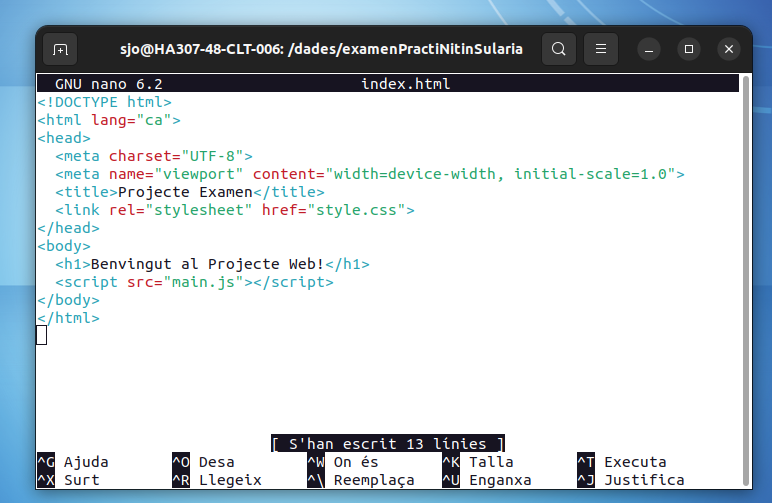 sjo@HA307-48-CLT-006: /dades/examenPractiNitinSularia
GNU nano 6.2 index.html
<!DOCTYPE html>
<html lang="ca">
<head>
  <meta charset="UTF-8">
  <meta name="viewport" content="width=device-width, initial-scale=1.0">
  <title>Projecte Examen</title>
  <link rel="stylesheet" href="style.css">
</head>
<body>
  <h1>Benvingut al Projecte Web!</h1>
  <script src="main.js"></script>
</body>
</html>
[ S'han escrit 13 línies ]
^G Ajuda ^O Desa ^W On és ^K Talla ^T Executa
^X Surt ^R Llegeix ^\ Reemplaça ^U Enganxa ^J Justifica